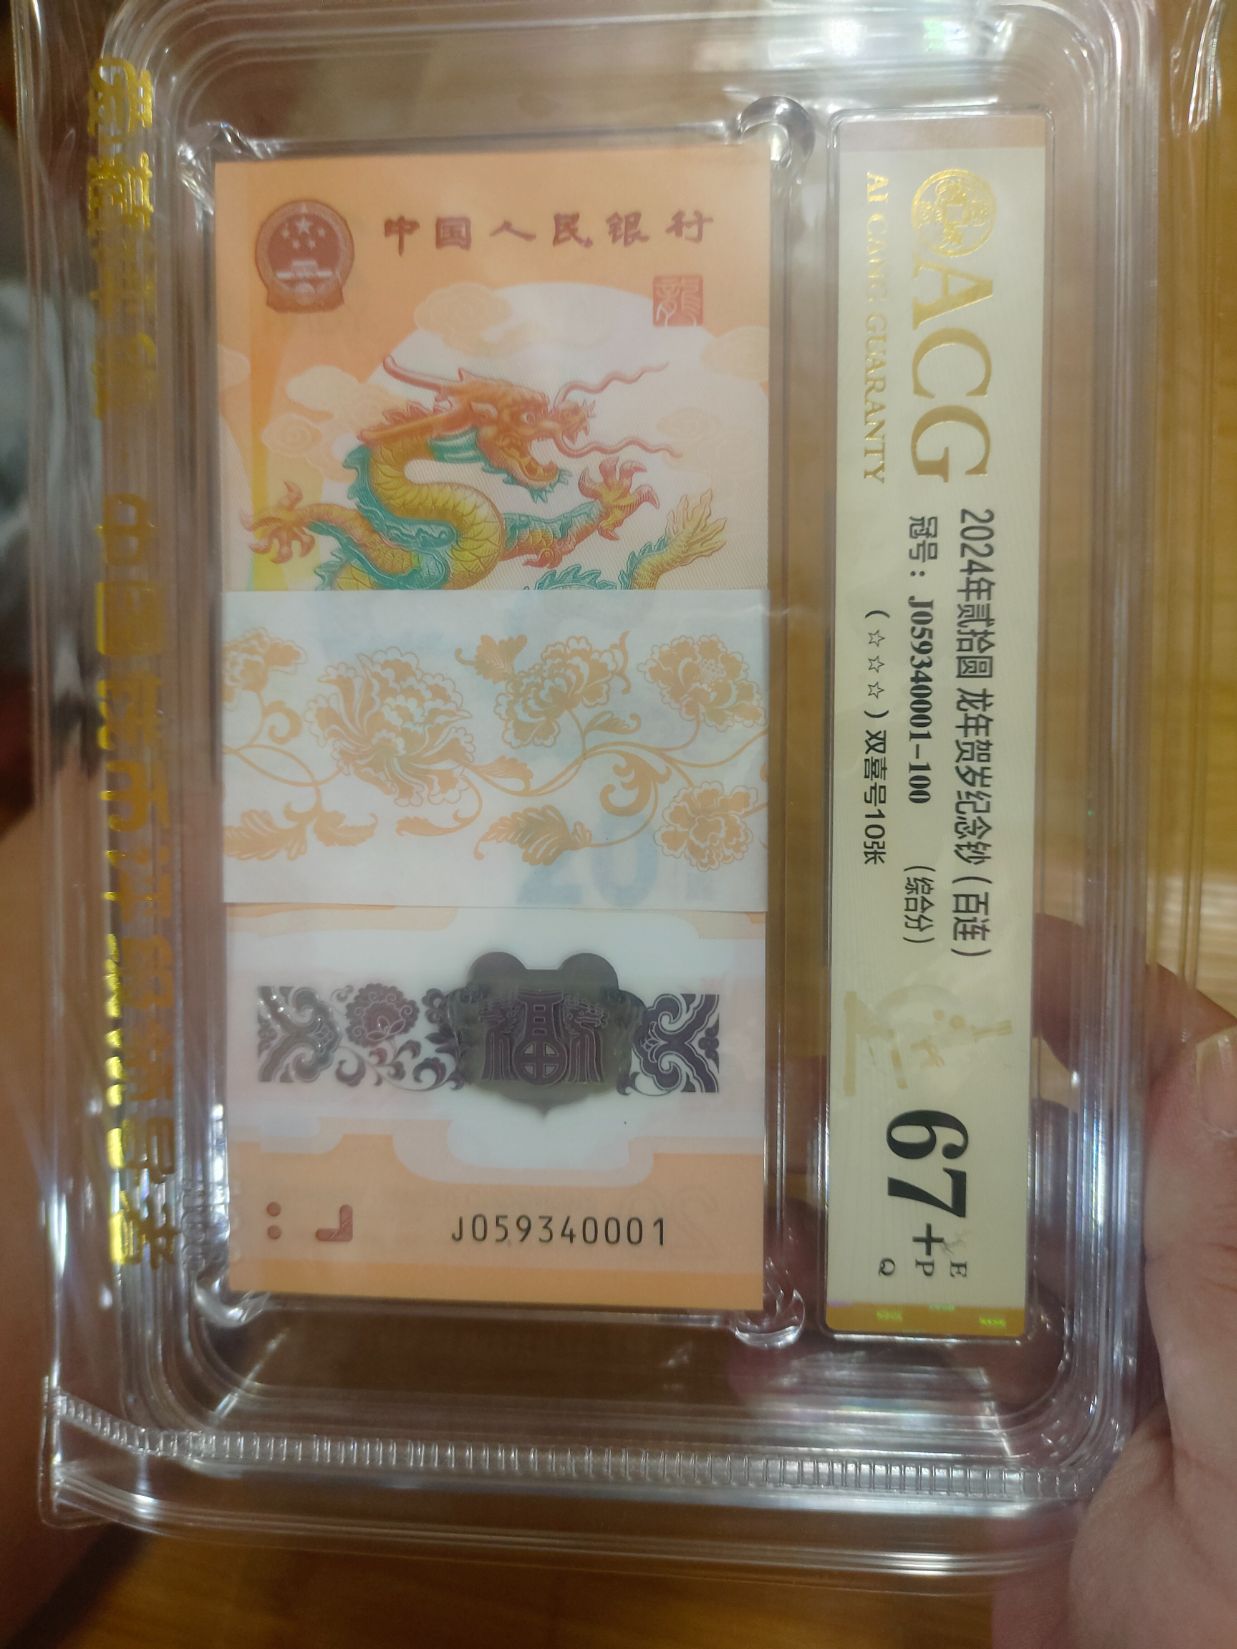 中国人民银行
龍
福
J059340001
ACG
AI CANG GUARANTY
2024年贰拾圆 龙年贺岁纪念钞（百连）
冠号：J059340001-100 （综合分）
（☆☆☆）双喜号10张
67+
E
P
Q